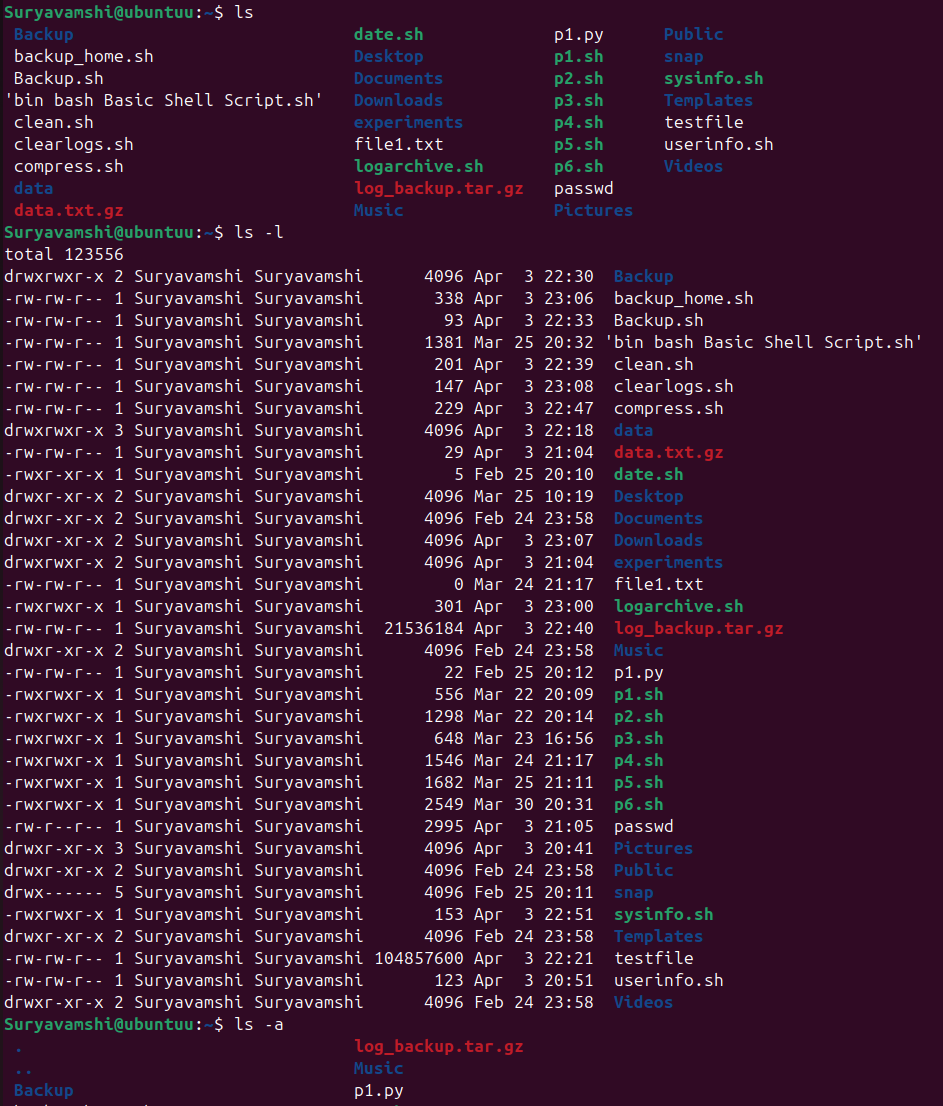 Suryavamshi@ubuntuu:~$ ls
Backup date.sh p1.py Public
backup_home.sh Desktop p1.sh snap
Backup.sh Documents p2.sh sysinfo.sh
'bin bash Basic Shell Script.sh' Downloads p3.sh Templates
clean.sh experiments p4.sh testfile
clearlogs.sh file1.txt p5.sh userinfo.sh
compress.sh logarchive.sh p6.sh Videos
data log_backup.tar.gz passwd
data.txt.gz Music Pictures
Suryavamshi@ubuntuu:~$ ls -l
total 123556
drwxrwxr-x 2 Suryavamshi Suryavamshi 4096 Apr 3 22:30 Backup
-rw-rw-r-- 1 Suryavamshi Suryavamshi 338 Apr 3 23:06 backup_home.sh
-rw-rw-r-- 1 Suryavamshi Suryavamshi 93 Apr 3 22:33 Backup.sh
-rw-rw-r-- 1 Suryavamshi Suryavamshi 1381 Mar 25 20:32 'bin bash Basic Shell Script.sh'
-rw-rw-r-- 1 Suryavamshi Suryavamshi 201 Apr 3 22:39 clean.sh
-rw-rw-r-- 1 Suryavamshi Suryavamshi 147 Apr 3 23:08 clearlogs.sh
-rw-rw-r-- 1 Suryavamshi Suryavamshi 229 Apr 3 22:47 compress.sh
drwxrwxr-x 3 Suryavamshi Suryavamshi 4096 Apr 3 22:18 data
-rw-rw-r-- 1 Suryavamshi Suryavamshi 29 Apr 3 21:04 data.txt.gz
-rwxr-xr-x 1 Suryavamshi Suryavamshi 5 Feb 25 20:10 date.sh
drwxr-xr-x 2 Suryavamshi Suryavamshi 4096 Mar 25 10:19 Desktop
drwxr-xr-x 2 Suryavamshi Suryavamshi 4096 Feb 24 23:58 Documents
drwxr-xr-x 2 Suryavamshi Suryavamshi 4096 Apr 3 23:07 Downloads
drwxrwxr-x 2 Suryavamshi Suryavamshi 4096 Apr 3 21:04 experiments
-rw-rw-r-- 1 Suryavamshi Suryavamshi 0 Mar 24 21:17 file1.txt
-rwxrwxr-x 1 Suryavamshi Suryavamshi 301 Apr 3 23:00 logarchive.sh
-rw-rw-r-- 1 Suryavamshi Suryavamshi 21536184 Apr 3 22:40 log_backup.tar.gz
drwxr-xr-x 2 Suryavamshi Suryavamshi 4096 Feb 24 23:58 Music
-rw-rw-r-- 1 Suryavamshi Suryavamshi 22 Feb 25 20:12 p1.py
-rwxrwxr-x 1 Suryavamshi Suryavamshi 556 Mar 22 20:09 p1.sh
-rwxrwxr-x 1 Suryavamshi Suryavamshi 1298 Mar 22 20:14 p2.sh
-rwxrwxr-x 1 Suryavamshi Suryavamshi 648 Mar 23 16:56 p3.sh
-rwxrwxr-x 1 Suryavamshi Suryavamshi 1546 Mar 24 21:17 p4.sh
-rwxrwxr-x 1 Suryavamshi Suryavamshi 1682 Mar 25 21:11 p5.sh
-rwxrwxr-x 1 Suryavamshi Suryavamshi 2549 Mar 30 20:31 p6.sh
-rw-r--r-- 1 Suryavamshi Suryavamshi 2995 Apr 3 21:05 passwd
drwxr-xr-x 3 Suryavamshi Suryavamshi 4096 Apr 3 20:41 Pictures
drwxr-xr-x 2 Suryavamshi Suryavamshi 4096 Feb 24 23:58 Public
drwx------ 5 Suryavamshi Suryavamshi 4096 Feb 25 20:11 snap
-rwxrwxr-x 1 Suryavamshi Suryavamshi 153 Apr 3 22:51 sysinfo.sh
drwxr-xr-x 2 Suryavamshi Suryavamshi 4096 Feb 24 23:58 Templates
-rw-rw-r-- 1 Suryavamshi Suryavamshi 104857600 Apr 3 22:21 testfile
-rw-rw-r-- 1 Suryavamshi Suryavamshi 123 Apr 3 20:51 userinfo.sh
drwxr-xr-x 2 Suryavamshi Suryavamshi 4096 Feb 24 23:58 Videos
Suryavamshi@ubuntuu:~$ ls -a
. log_backup.tar.gz
.. Music
Backup p1.py